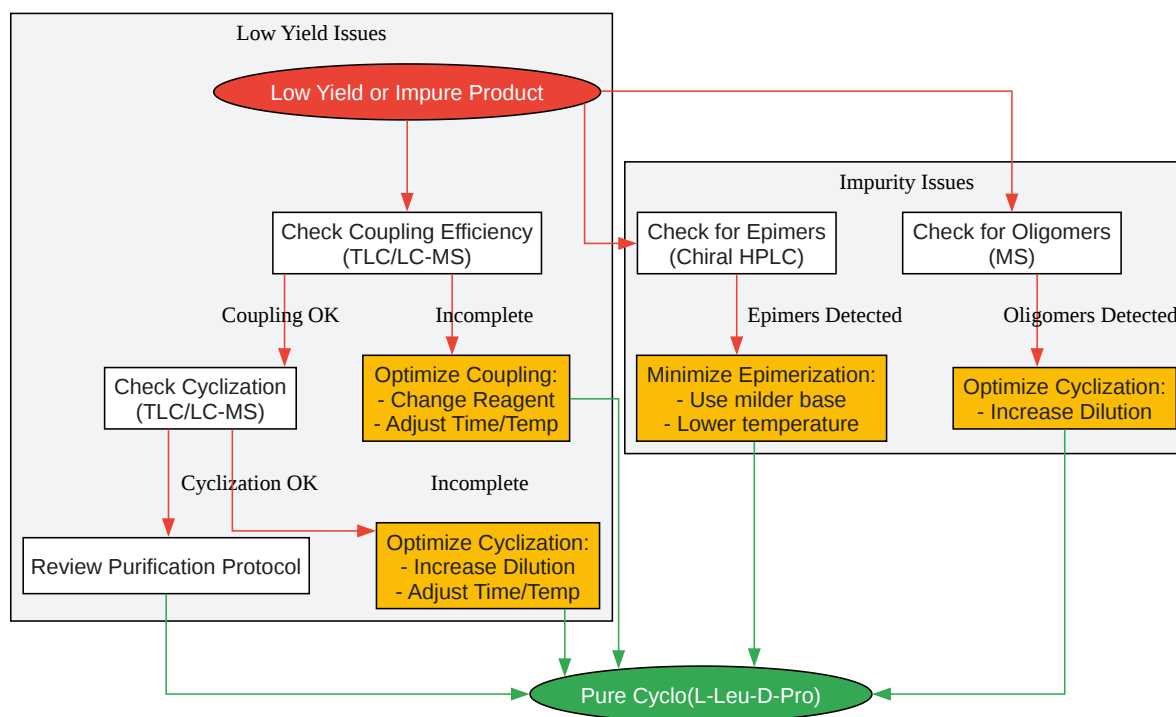 Low Yield Issues
Low Yield or Impure Product
Impurity Issues
Check Coupling Efficiency
(TLC/LC-MS)
Check for Epimers
(Chiral HPLC)
Check for Oligomers
(MS)
Coupling OK
Incomplete
Epimers Detected
Oligomers Detected
Check Cyclization
(TLC/LC-MS)
Optimize Coupling:
- Change Reagent
- Adjust Time/Temp
Minimize Epimerization:
- Use milder base
- Lower temperature
Optimize Cyclization:
- Increase Dilution
Cyclization OK
Incomplete
Review Purification Protocol
Optimize Cyclization:
- Increase Dilution
- Adjust Time/Temp
Pure Cyclo(L-Leu-D-Pro)